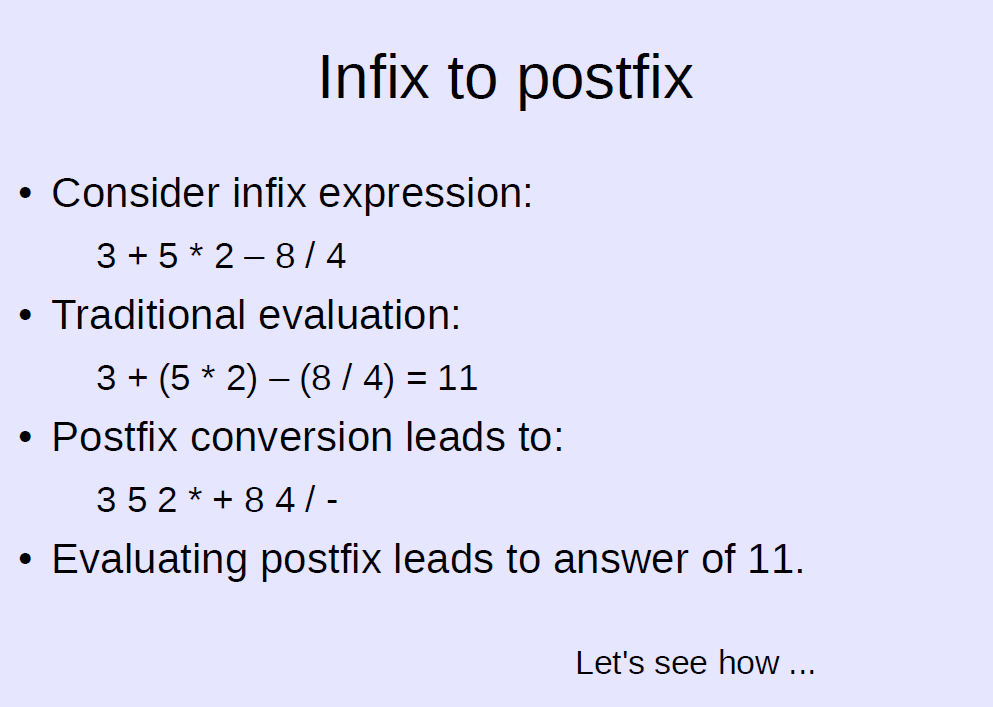 Infix to postfix
• Consider infix expression:
3 + 5 * 2 – 8 / 4
• Traditional evaluation:
3 + (5 * 2) – (8 / 4) = 11
• Postfix conversion leads to:
3 5 2 * + 8 4 / -
• Evaluating postfix leads to answer of 11.
Let's see how ...